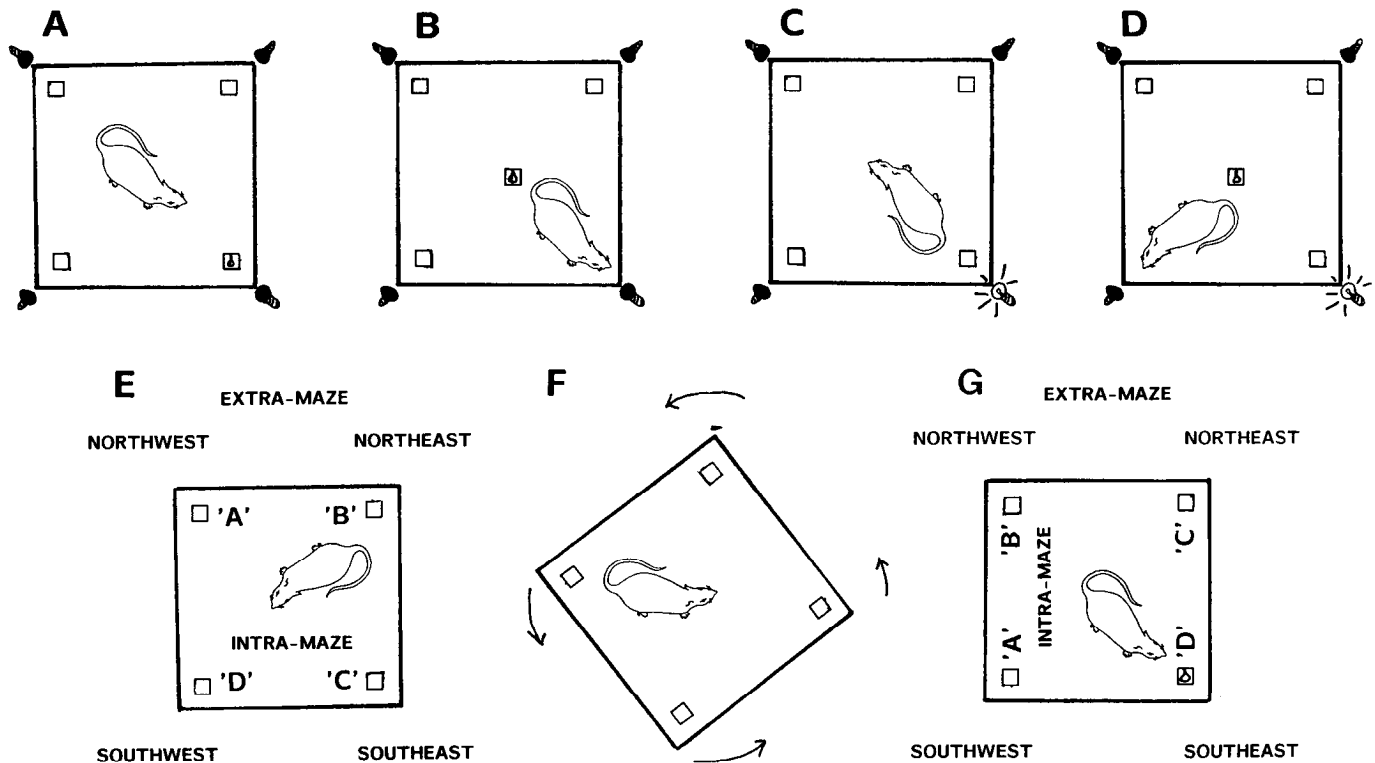 A
B
C
D
E
EXTRA-MAZE
NORTHWEST
NORTHEAST
'A'
'B'
INTRA-MAZE
'D'
'C'
SOUTHWEST
SOUTHEAST
F
G
EXTRA-MAZE
NORTHWEST
NORTHEAST
'B'
'C'
INTRA-MAZE
'A'
'D'
SOUTHWEST
SOUTHEAST